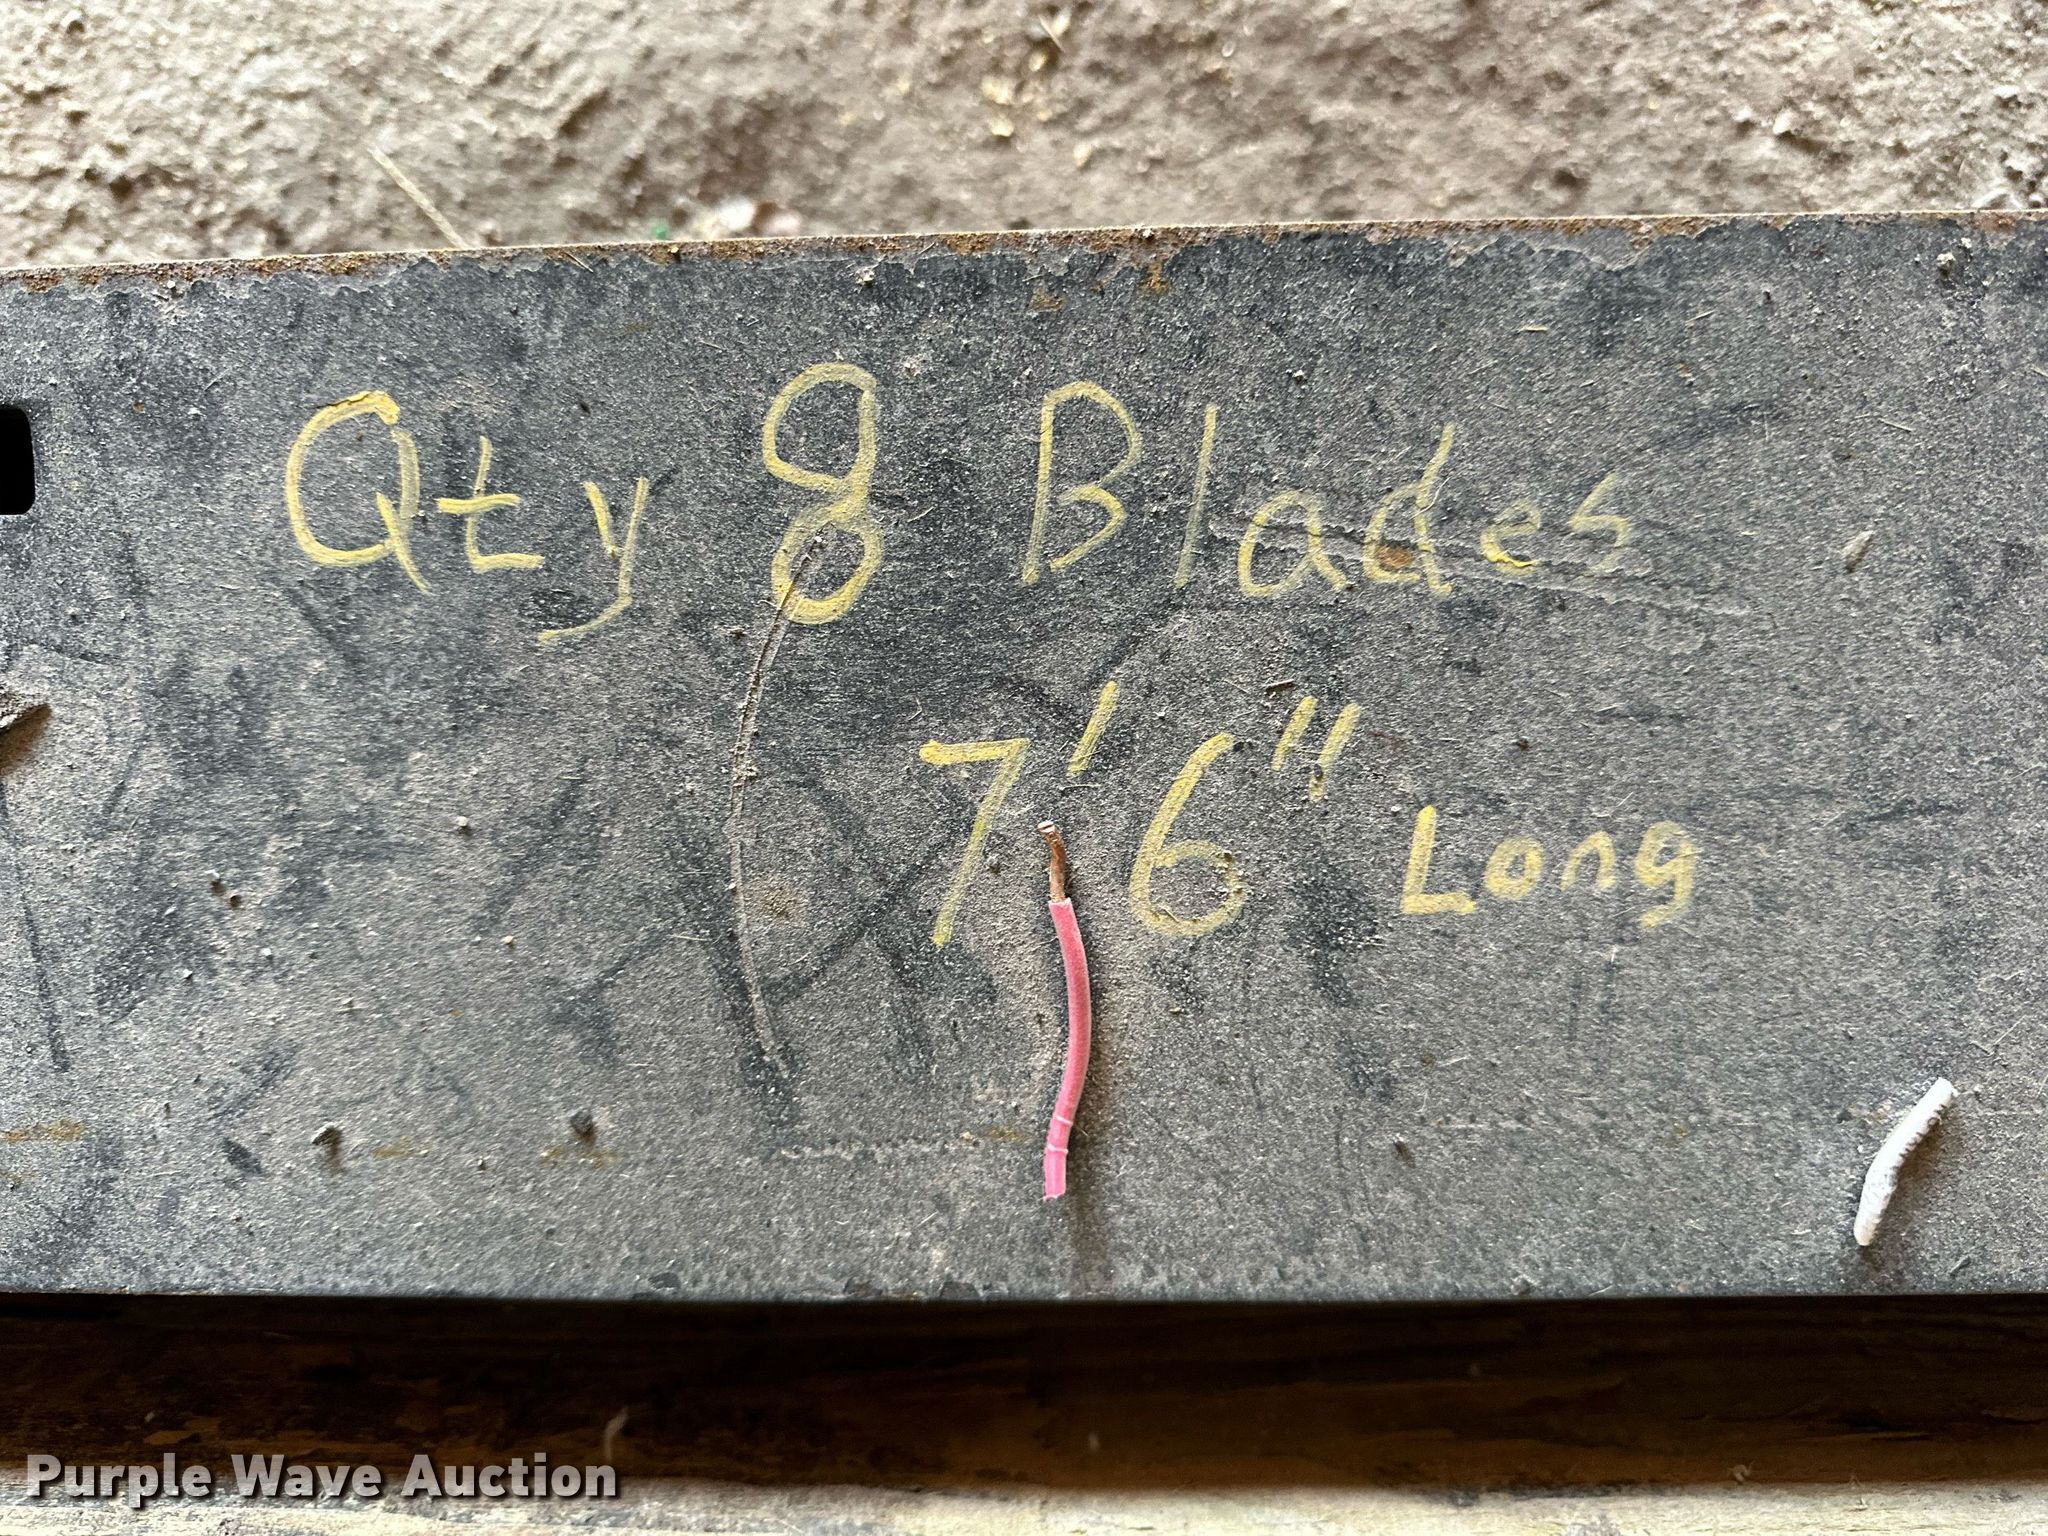 Qty 8 Blades
7'6" Long
Purple Wave Auction